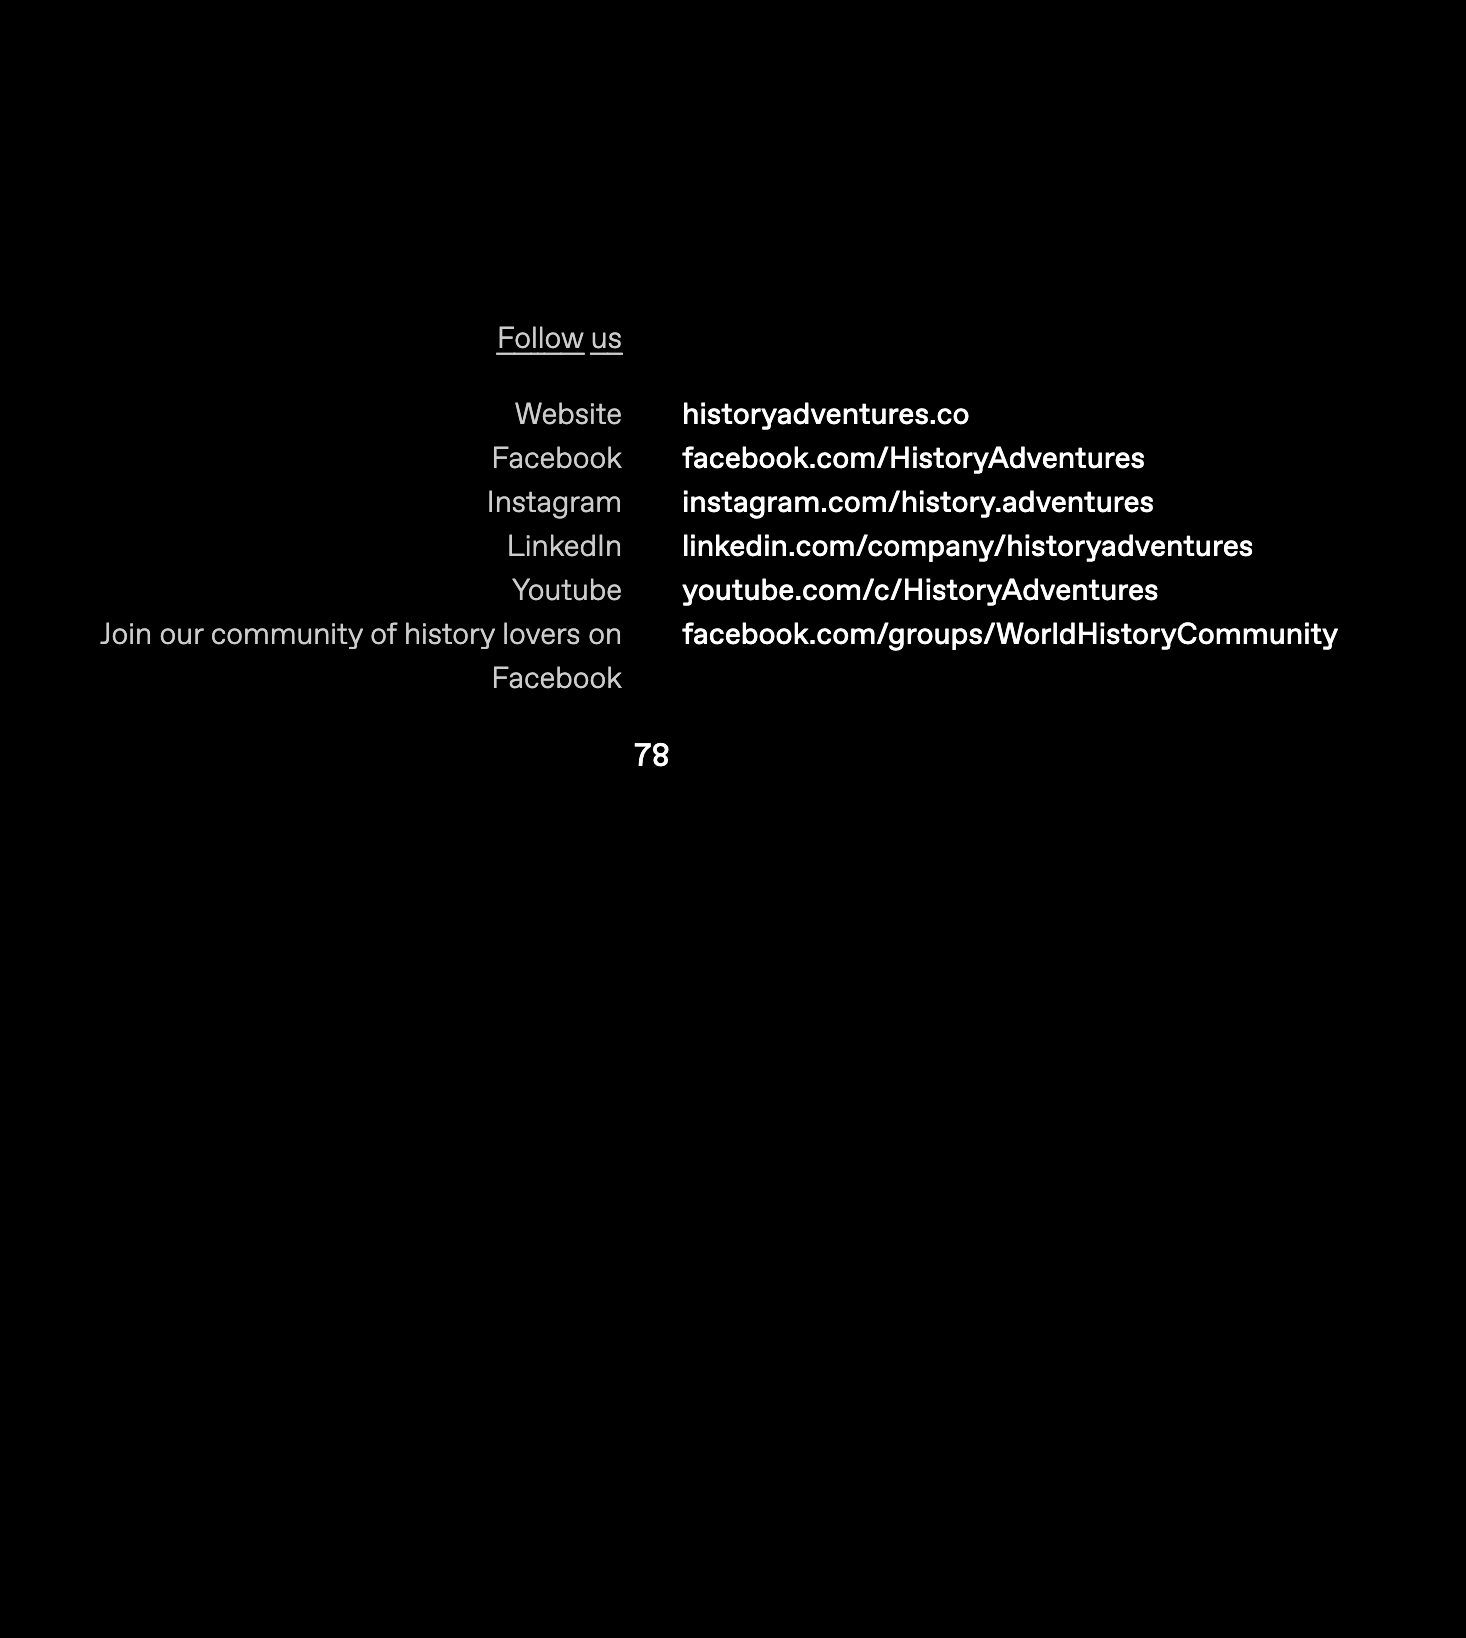 Follow us
Website historyadventures.co
Facebook facebook.com/HistoryAdventures
Instagram instagram.com/history.adventures
LinkedIn linkedin.com/company/historyadventures
Youtube youtube.com/c/HistoryAdventures
Join our community of history lovers on facebook.com/groups/WorldHistoryCommunity
Facebook
78